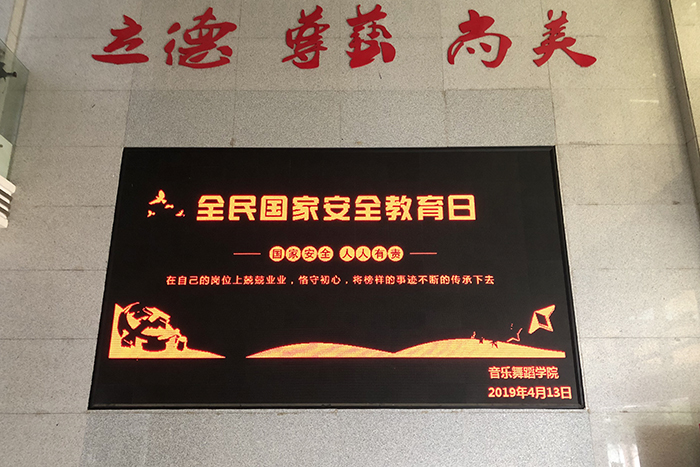 立德 尊藝 尚美
全民国家安全教育日
国家安全 人人有责
在自己的岗位上兢兢业业，恪守初心，将榜样的事迹不断的传承下去
音乐舞蹈学院
2019年4月13日